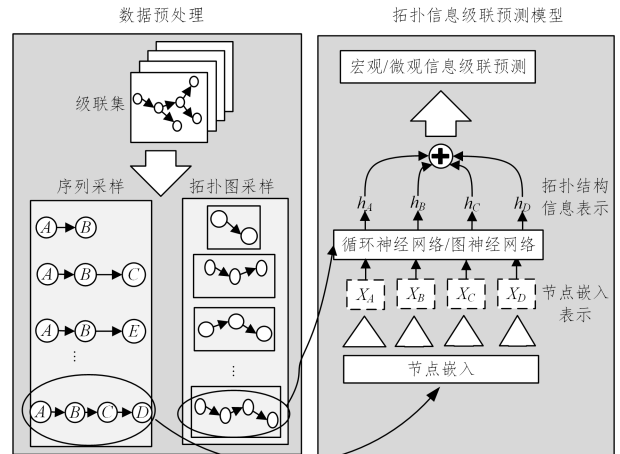 数据预处理
级联集
序列采样
拓扑图采样
A B
A B C
A B E
⋮
⋮
A B C D
拓扑信息级联预测模型
宏观/微观信息级联预测
拓扑结构
信息表示
h_A h_B h_C h_D
循环神经网络/图神经网络
X_A X_B X_C X_D
节点嵌入
表示
节点嵌入